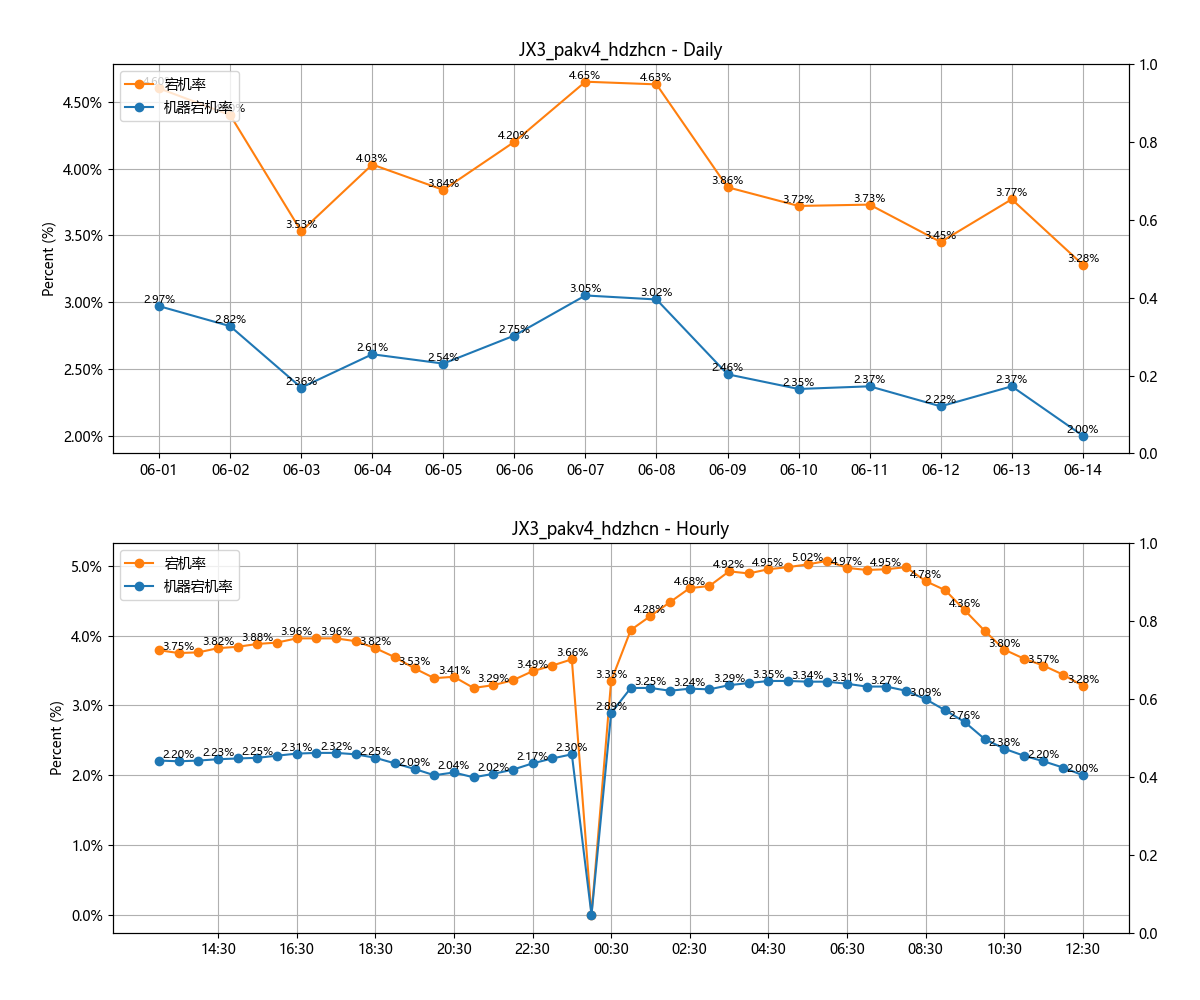 JX3_pakv4_hdzhcn - Daily
宕机率
机器宕机率
4.65% 4.63%
4.20%
4.03%
3.84% 3.86%
3.72% 3.73% 3.77%
3.53%
3.45%
3.28%
2.97%
2.82%
3.05% 3.02%
2.75%
2.61%
2.54%
2.36%
2.46%
2.35% 2.37% 2.22% 2.37%
2.00%
4.50%
4.00%
3.50%
3.00%
2.50%
2.00%
Percent (%)
1.0
0.8
0.6
0.4
0.2
0.0
06-01 06-02 06-03 06-04 06-05 06-06 06-07 06-08 06-09 06-10 06-11 06-12 06-13 06-14
JX3_pakv4_hdzhcn - Hourly
宕机率
机器宕机率
3.75% 3.82% 3.88% 3.96% 3.96% 3.82% 3.53% 3.41% 3.29% 3.49% 3.66% 3.35% 4.28% 4.68% 4.92% 4.95% 5.02% 4.97% 4.95% 4.78% 4.36% 3.80% 3.57% 3.28%
2.20% 2.23% 2.25% 2.31% 2.32% 2.25% 2.09% 2.04% 2.02% 2.17% 2.30% 2.89% 3.25% 3.24% 3.29% 3.35% 3.34% 3.31% 3.27% 3.09% 2.76% 2.38% 2.20% 2.00%
5.0%
4.0%
3.0%
2.0%
1.0%
0.0%
Percent (%)
1.0
0.8
0.6
0.4
0.2
0.0
14:30 16:30 18:30 20:30 22:30 00:30 02:30 04:30 06:30 08:30 10:30 12:30